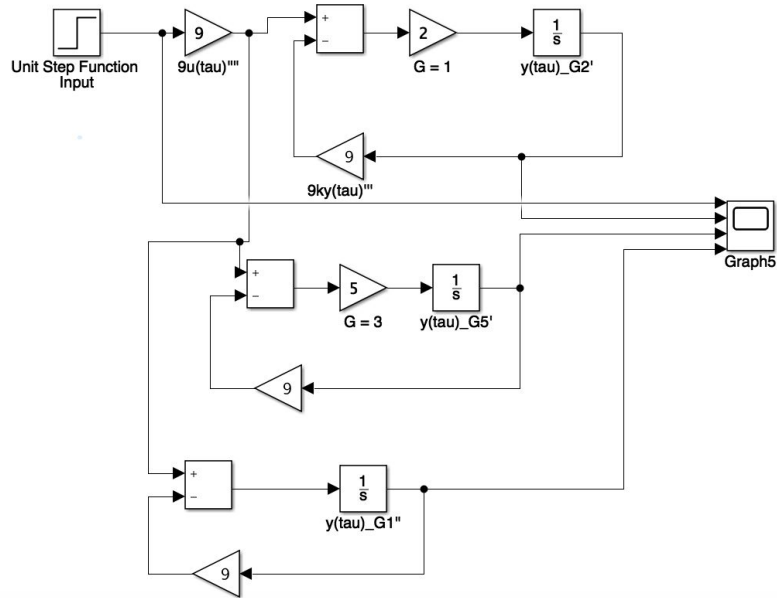 9
+
−
2
1
s
Unit Step Function
Input
9u(tau)""
G = 1
y(tau)_G2'
9
9ky(tau)'"
+
−
5
1
s
Graph5
G = 3
y(tau)_G5'
9
+
−
1
s
y(tau)_G1"
9